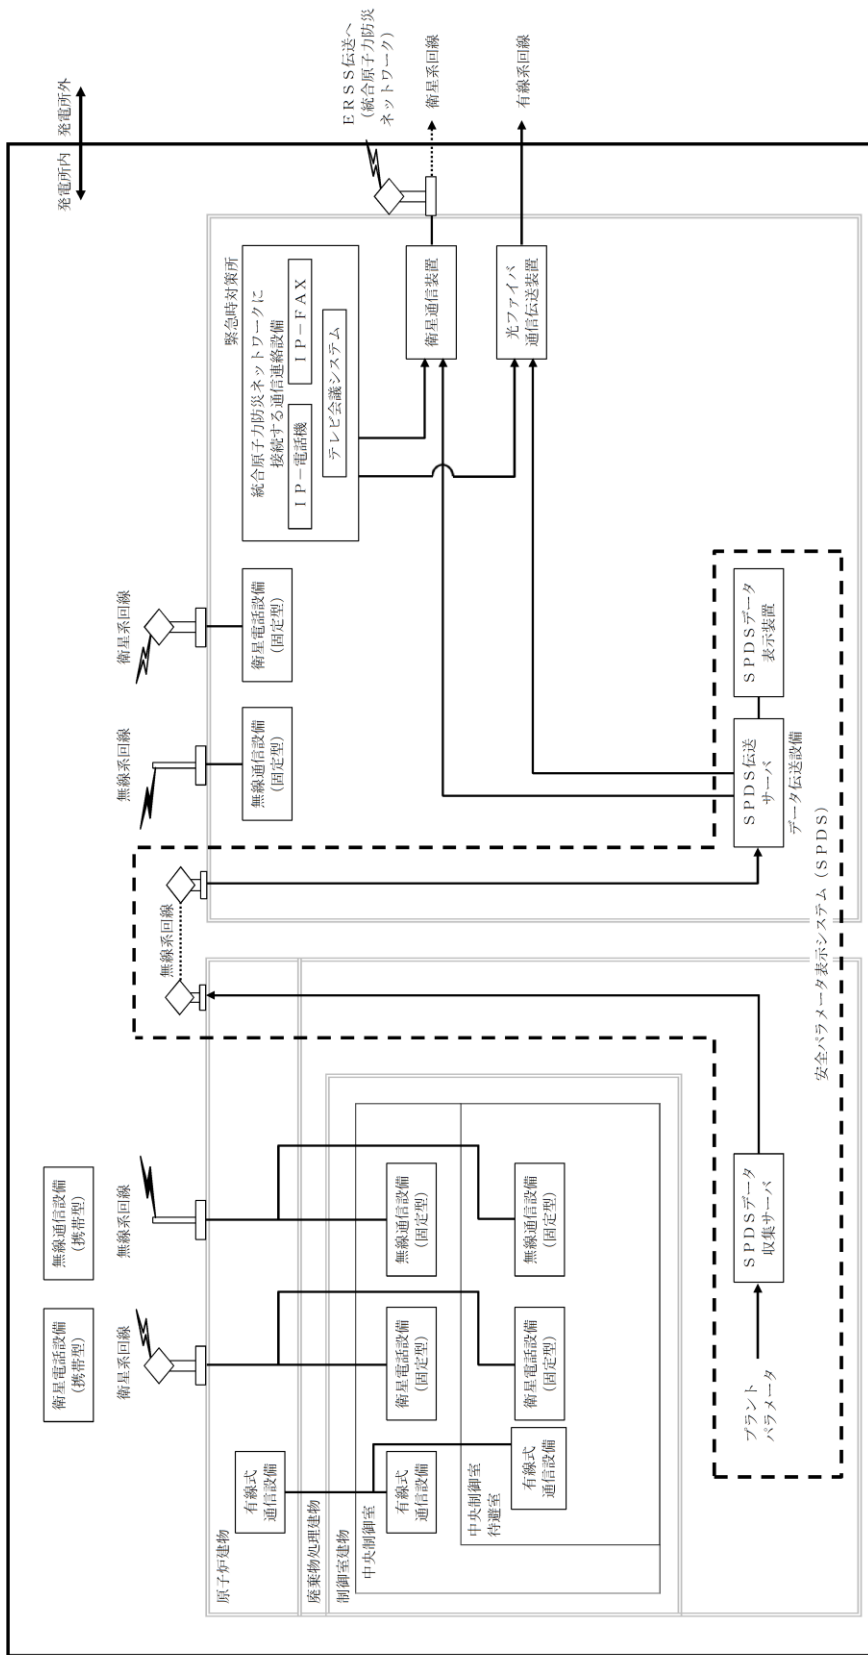 発電所内　発電所外
無線通信設備
（携帯型）
衛星電話設備
（携帯型）
ＥＲＳＳ伝送へ
（統合原子力防災
ネットワーク）
衛星系回線
無線系回線
無線系回線
無線系回線
衛星系回線
衛星系回線
有線系回線
原子炉建物
有線式
通信設備
廃棄物処理建物
制御室建物
中央制御室
有線式
通信設備
衛星電話設備
（固定型）
無線通信設備
（固定型）
中央制御室
待避室
有線式
通信設備
衛星電話設備
（固定型）
無線通信設備
（固定型）
プラント
パラメータ
ＳＰＤＳデータ
収集サーバ
安全パラメータ表示システム（ＳＰＤＳ）
緊急時対策所
無線通信設備
（固定型）
衛星電話設備
（固定型）
統合原子力防災ネットワークに
接続する通信連絡設備
ＩＰ－電話機
ＩＰ－ＦＡＸ
テレビ会議システム
衛星通信装置
光ファイバ
通信伝送装置
ＳＰＤＳ伝送
サーバ
データ伝送設備
ＳＰＤＳデータ
表示装置